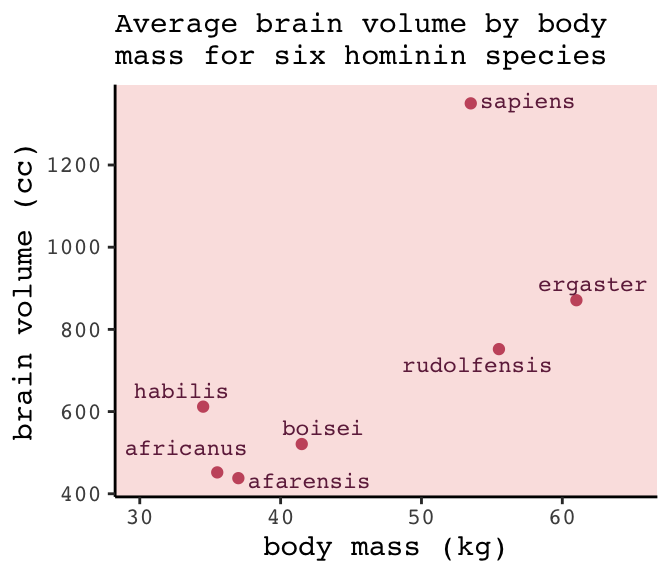 Average brain volume by body
mass for six hominin species
brain volume (cc)
1200
1000
800
600
400
sapiens
ergaster
rudolfensis
habilis
boisei
africanus
afarensis
30 40 50 60
body mass (kg)